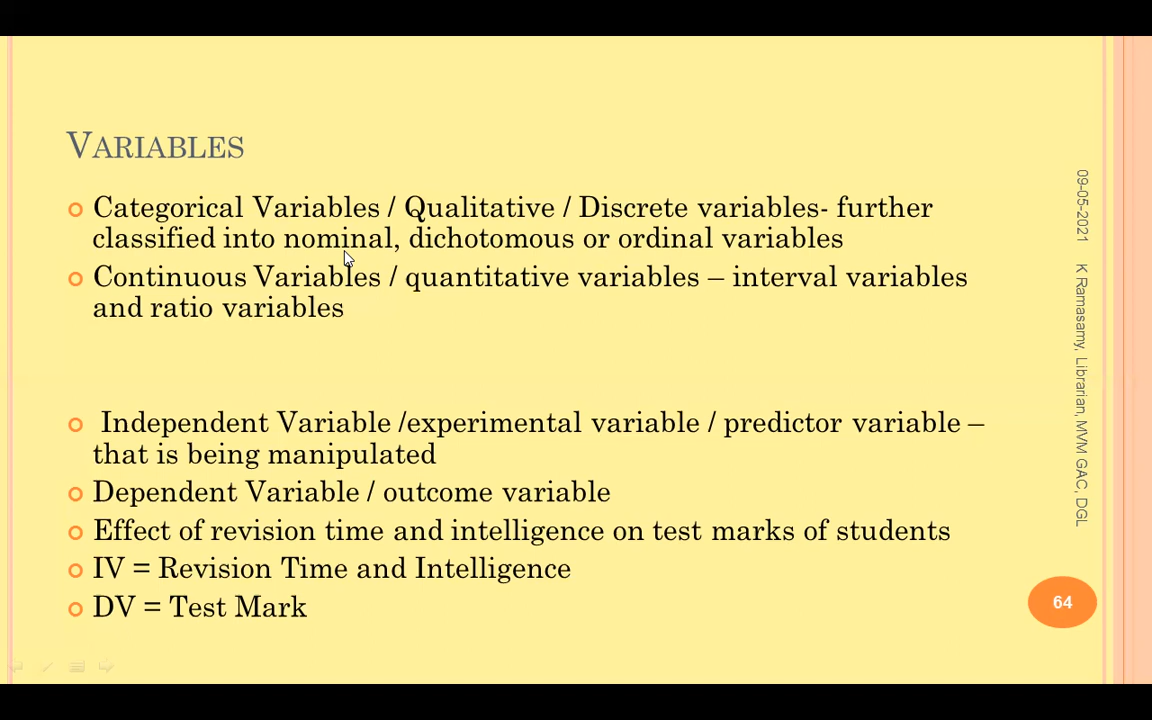 VARIABLES
Categorical Variables / Qualitative / Discrete variables- further
classified into nominal, dichotomous or ordinal variables
Continuous Variables / quantitative variables – interval variables
and ratio variables
Independent Variable /experimental variable / predictor variable –
that is being manipulated
Dependent Variable / outcome variable
Effect of revision time and intelligence on test marks of students
IV = Revision Time and Intelligence
DV = Test Mark
09-05-2021 K Ramasamy, Librarian, MVM GAC, DGL
64